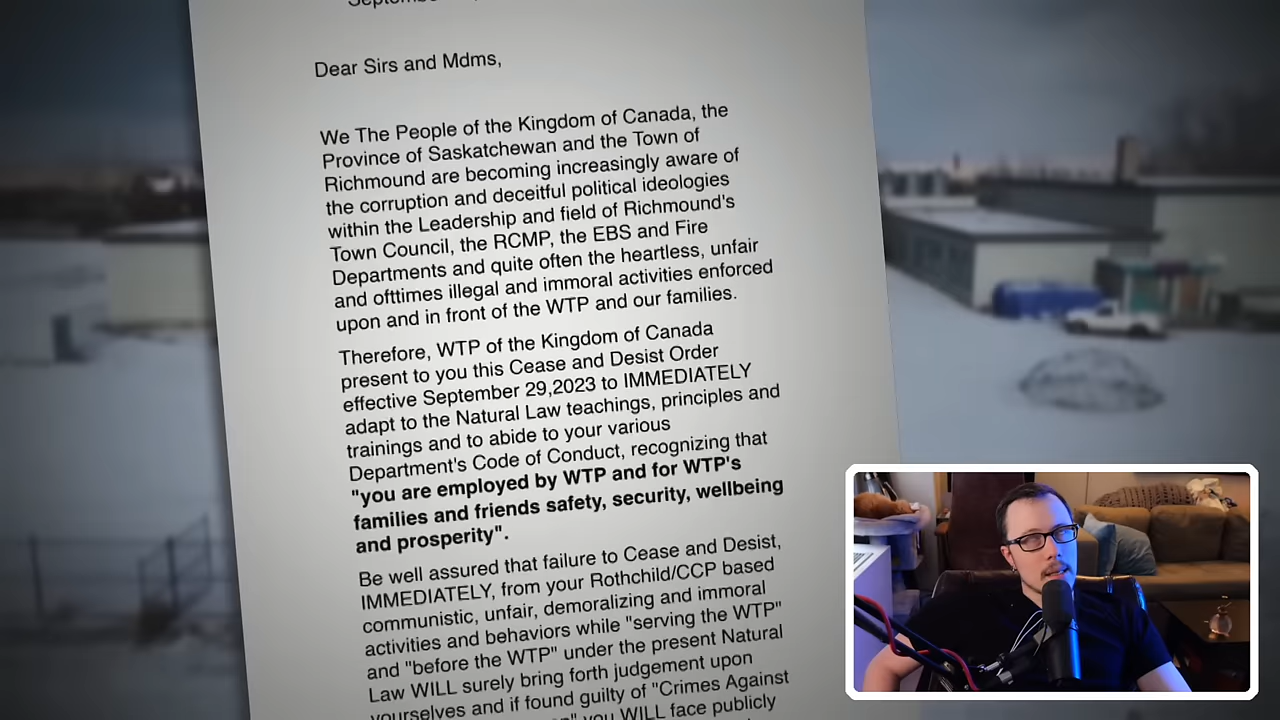 Dear Sirs and Mdms,
We The People of the Kingdom of Canada, the
Province of Saskatchewan and the Town of
Richmound are becoming increasingly aware of
the corruption and deceitful political ideologies
within the Leadership and field of Richmound's
Town Council, the RCMP, the EBS and Fire
Departments and quite often the heartless, unfair
and ofttimes illegal and immoral activities enforced
upon and in front of the WTP and our families.
Therefore, WTP of the Kingdom of Canada
present to you this Cease and Desist Order
effective September 29,2023 to IMMEDIATELY
adapt to the Natural Law teachings, principles and
trainings and to abide to your various
Department's Code of Conduct, recognizing that
"you are employed by WTP and for WTP's
families and friends safety, security, wellbeing
and prosperity".
Be well assured that failure to Cease and Desist,
IMMEDIATELY, from your Rothchild/CCP based
communistic, unfair, demoralizing and immoral
activities and behaviors while "serving the WTP"
and "before the WTP" under the present Natural
Law WILL surely bring forth judgement upon
yourselves and if found guilty of "Crimes Against
you WILL face publicly